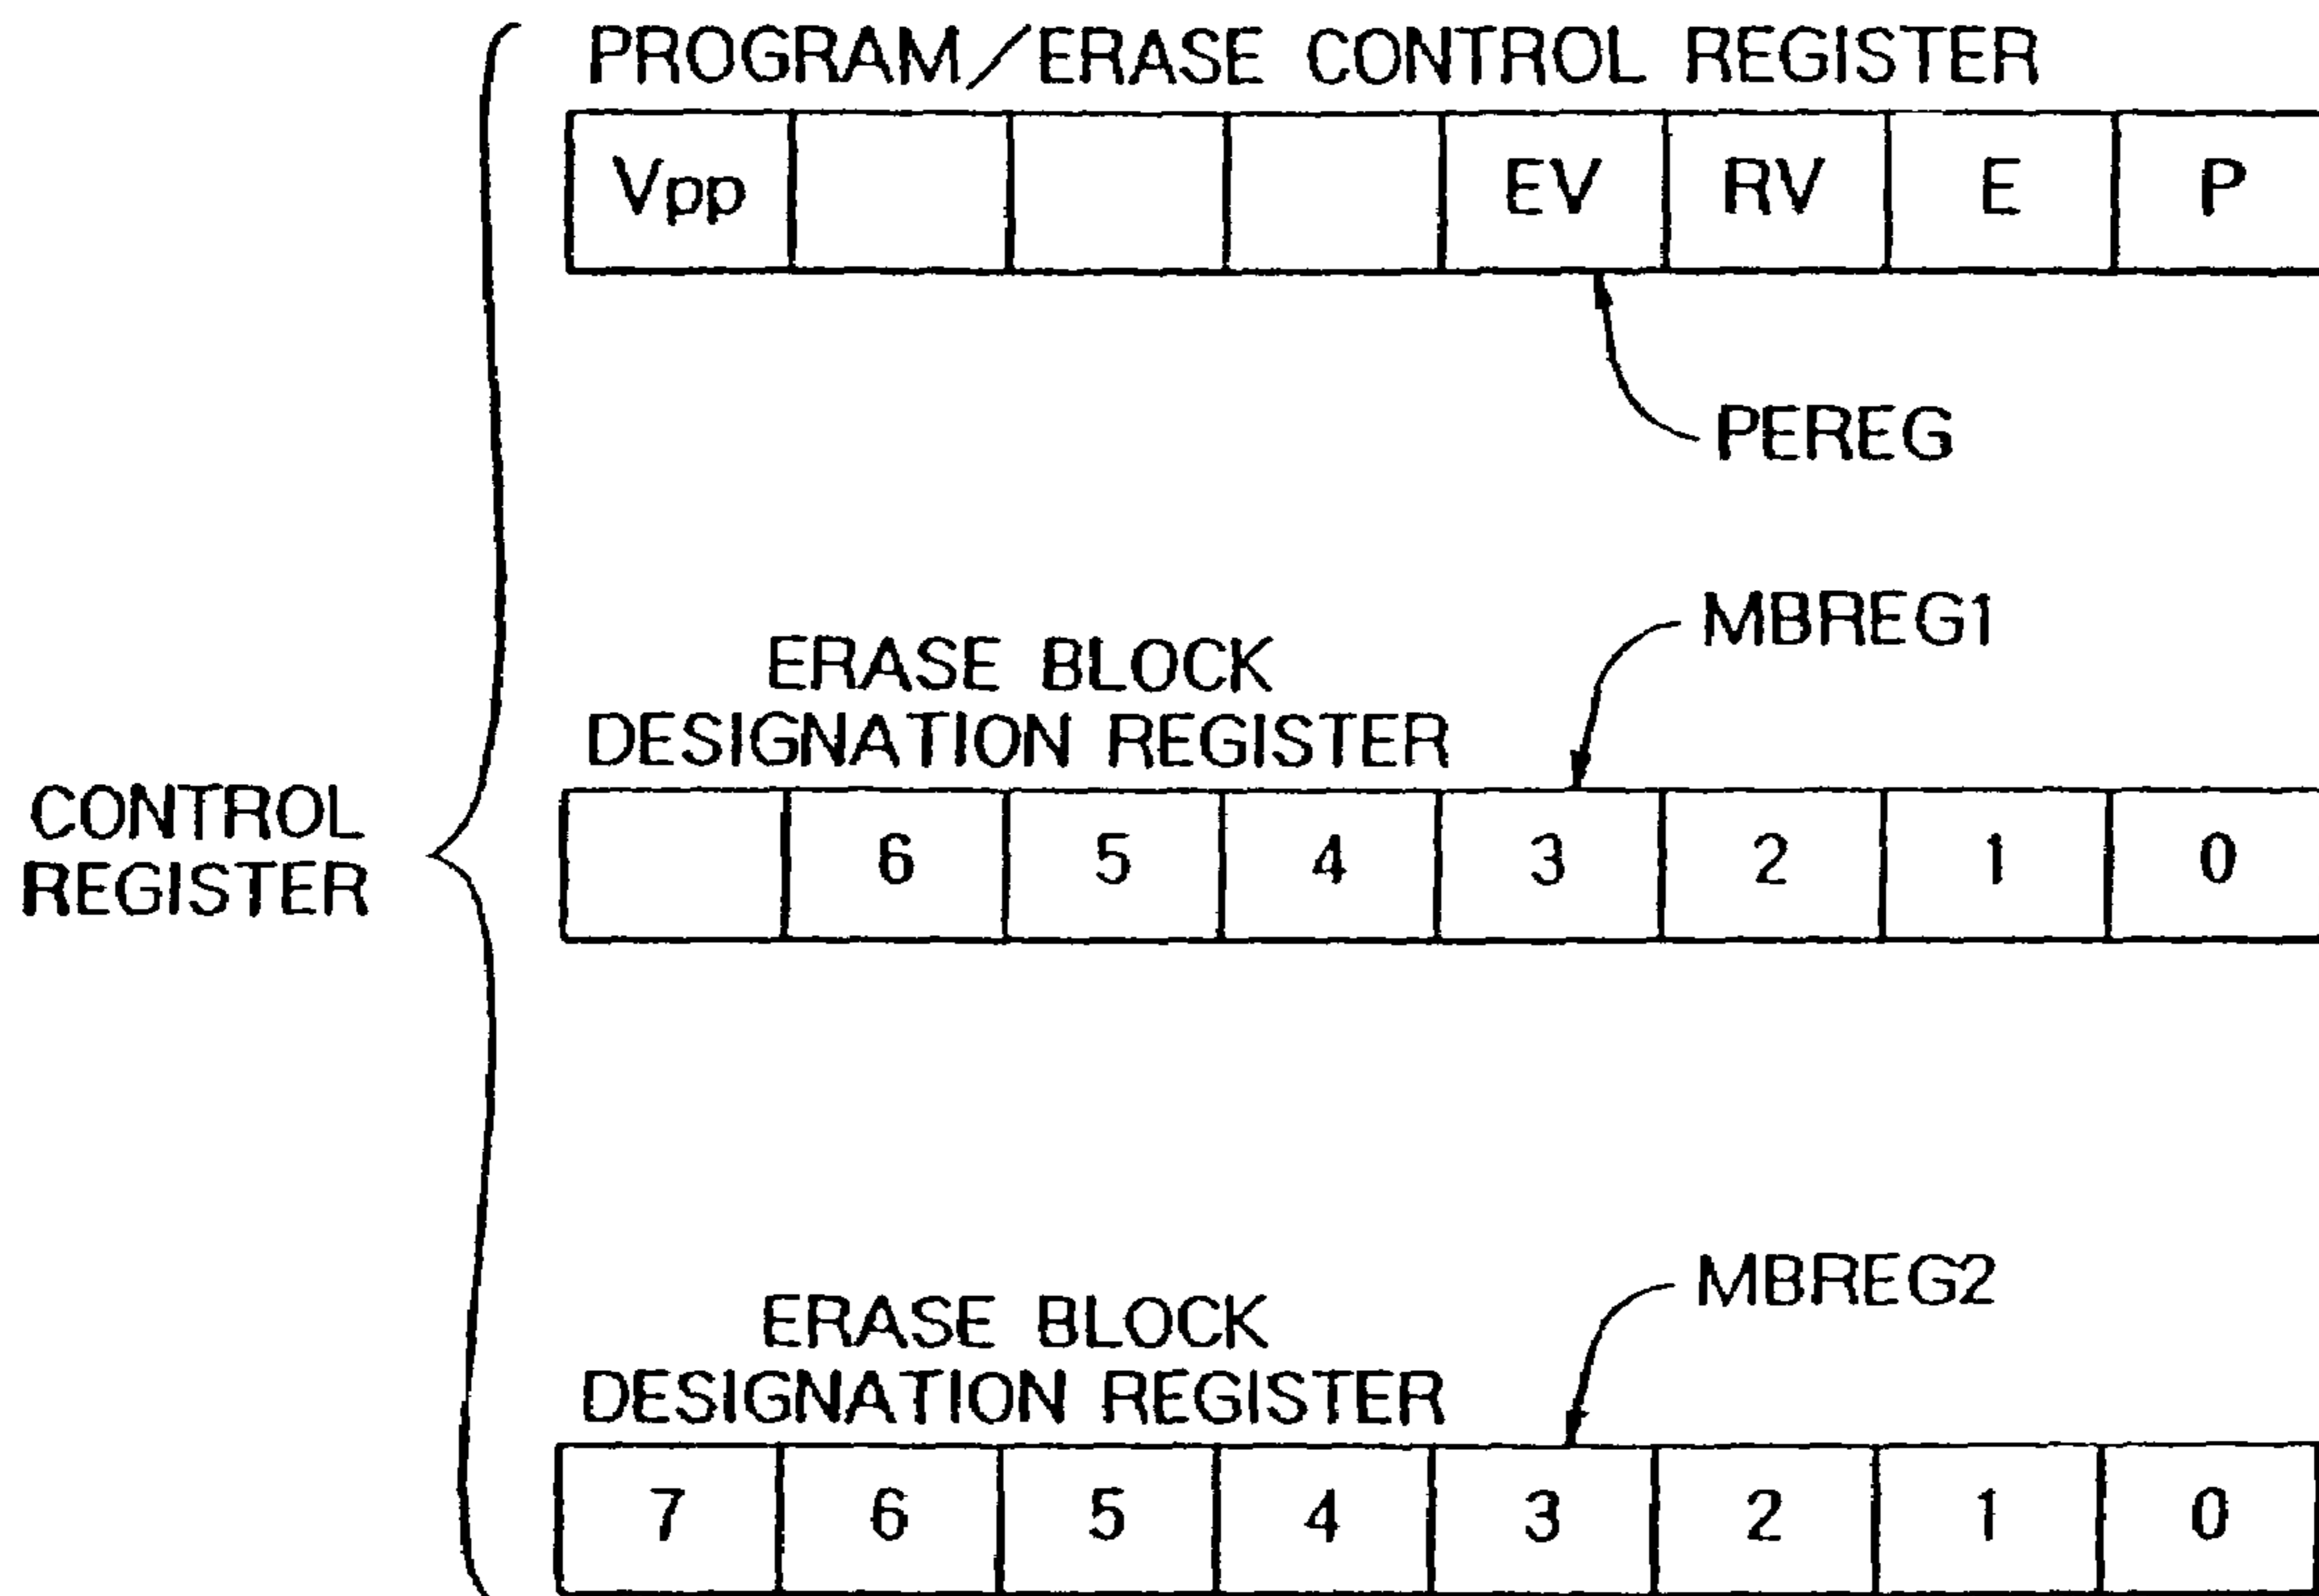 PROGRAM/ERASE CONTROL REGISTER
Vpp EV RV E P
PEREG
MBREG1
ERASE BLOCK
DESIGNATION REGISTER
6 5 4 3 2 1 0
CONTROL
REGISTER
MBREG2
ERASE BLOCK
DESIGNATION REGISTER
7 6 5 4 3 2 1 0